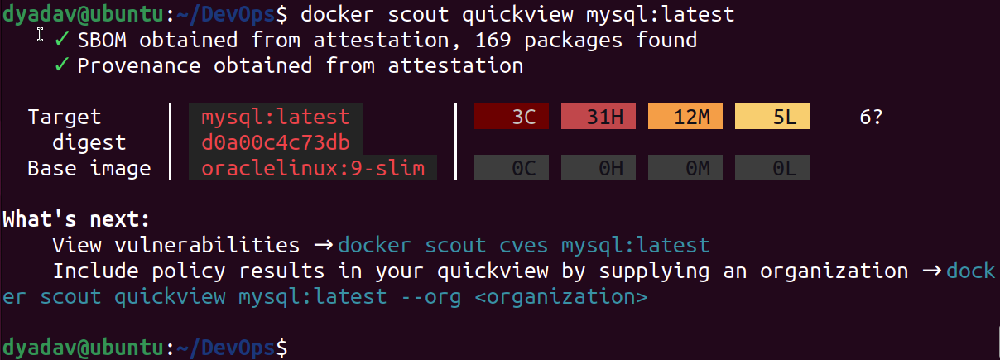 dyadav@ubuntu:~/DevOps$ docker scout quickview mysql:latest
✓ SBOM obtained from attestation, 169 packages found
✓ Provenance obtained from attestation
Target │ mysql:latest │ 3C 31H 12M 5L 6?
digest │ d0a00c4c73db │
Base image │ oraclelinux:9-slim │ 0C 0H 0M 0L
What's next:
View vulnerabilities → docker scout cves mysql:latest
Include policy results in your quickview by supplying an organization → dock
er scout quickview mysql:latest --org <organization>
dyadav@ubuntu:~/DevOps$